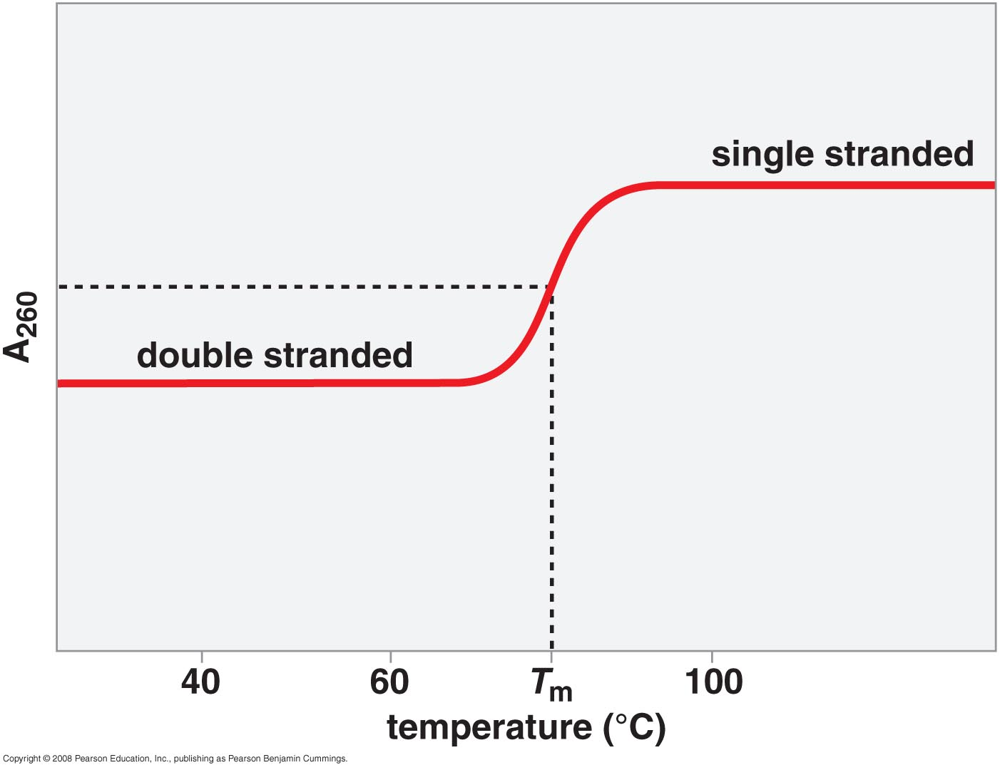 single stranded
A260
double stranded
40 60 Tm 100
temperature (°C)
Copyright © 2008 Pearson Education, Inc., publishing as Pearson Benjamin Cummings.